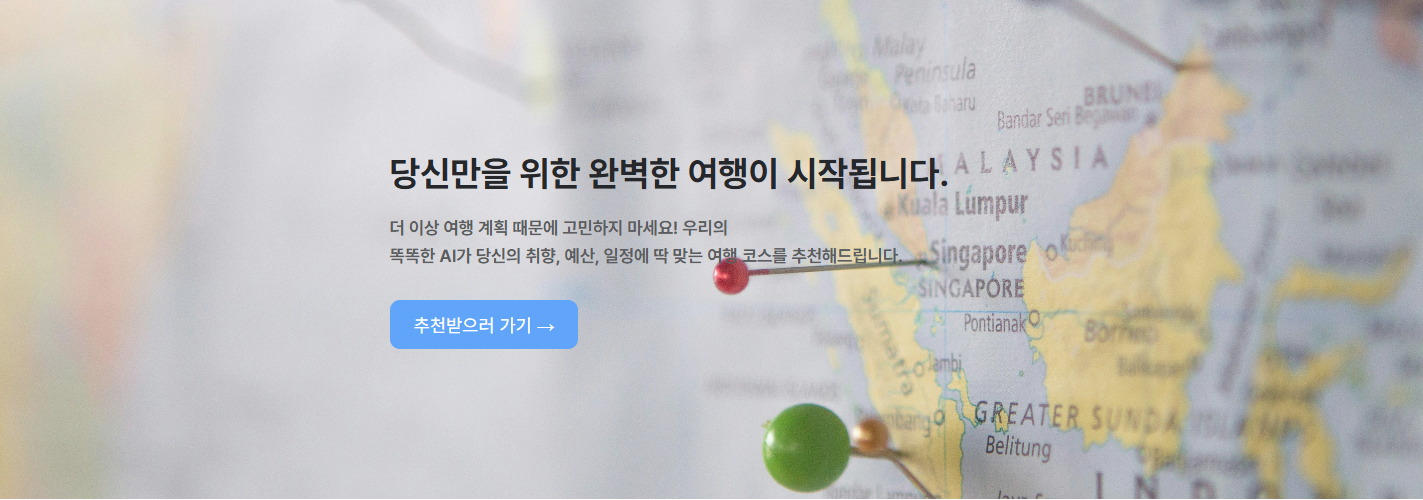 Malay
Peninsula
Kota Baharu
BRUNEI
Bandar Seri Begawan
당신만을 위한 완벽한 여행이 시작됩니다.
ALAYSIA
Kuala Lumpur
더 이상 여행 계획 때문에 고민하지 마세요! 우리의
똑똑한 AI가 당신의 취향, 예산, 일정에 딱 맞는 여행 코스를 추천해드립니다.
Singapore
Kuching
SINGAPORE
추천받으러 가기 →
Pontianak
Borneo
Sumatra
Jambi
GREATER SUNDA
Belitung